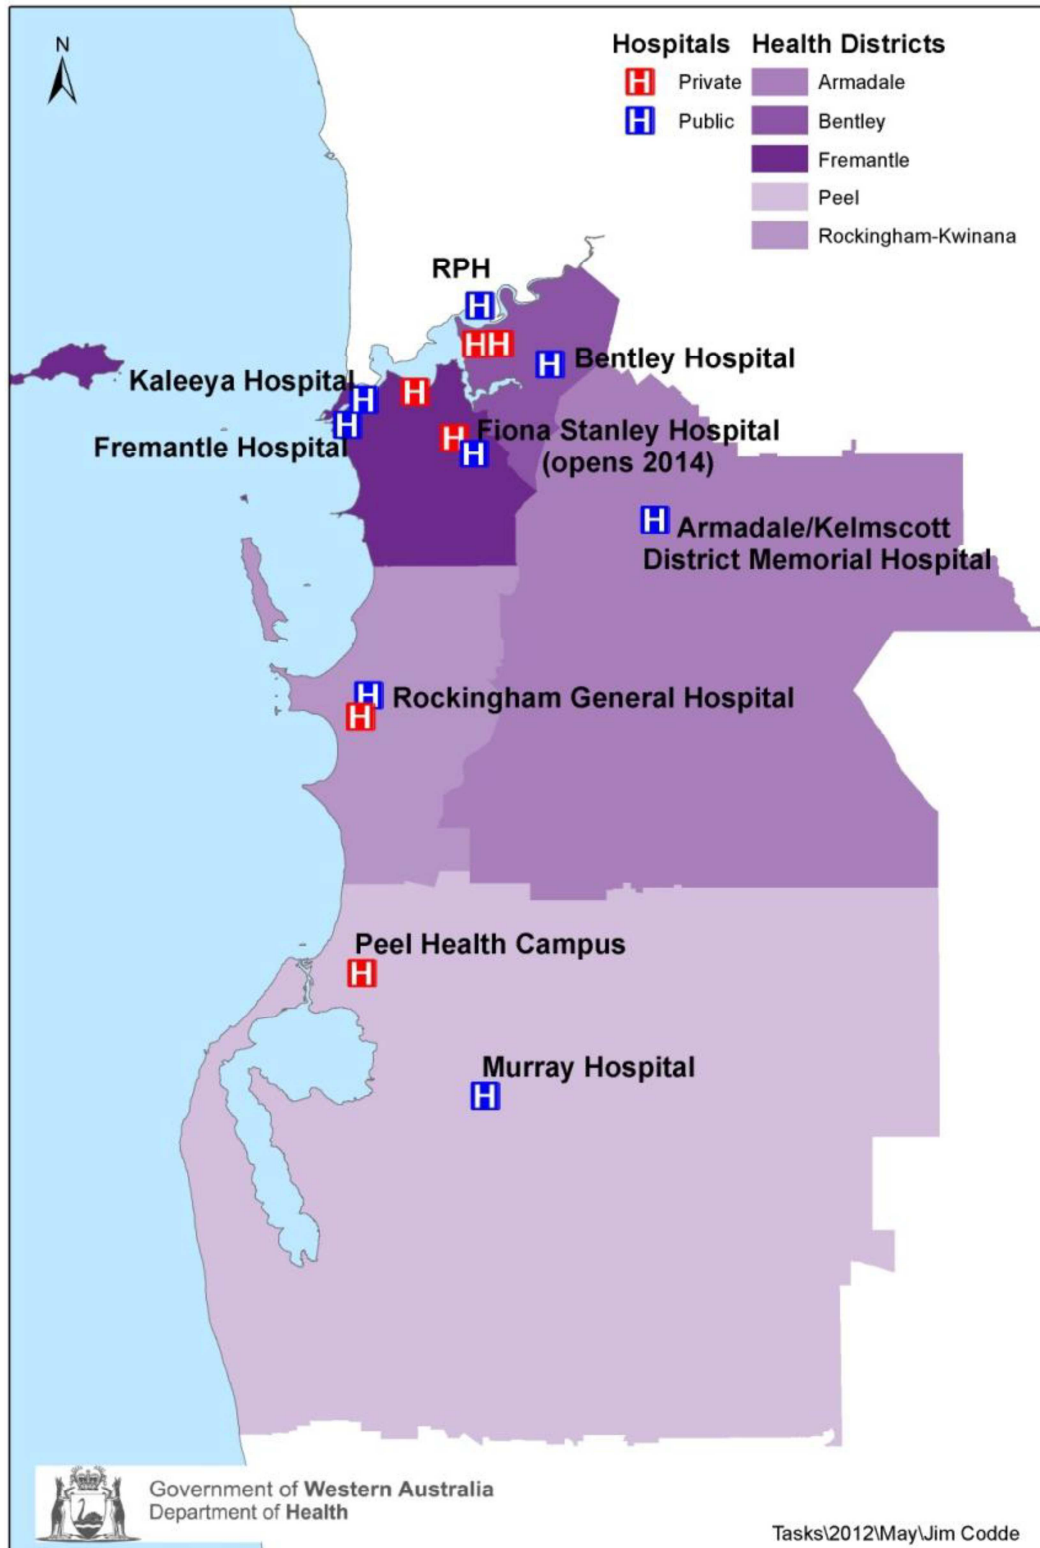 N
Hospitals
H Private
H Public
Health Districts
Armadale
Bentley
Fremantle
Peel
Rockingham-Kwinana
RPH
H
HH
H Bentley Hospital
Kaleeya Hospital H
H
Fremantle Hospital H
H Fiona Stanley Hospital
H (opens 2014)
H Armadale/Kelmscott
District Memorial Hospital
H Rockingham General Hospital
H
Peel Health Campus
H
Murray Hospital
H
Government of Western Australia
Department of Health
Tasks\2012\May\Jim Codde